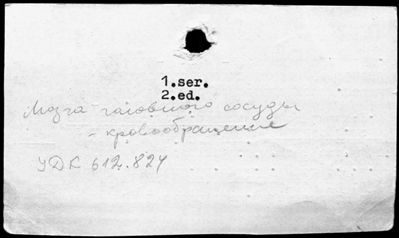 1.ser.
2.ed.
Мозга головного сосуды
- кровообращение
УДК 612.824